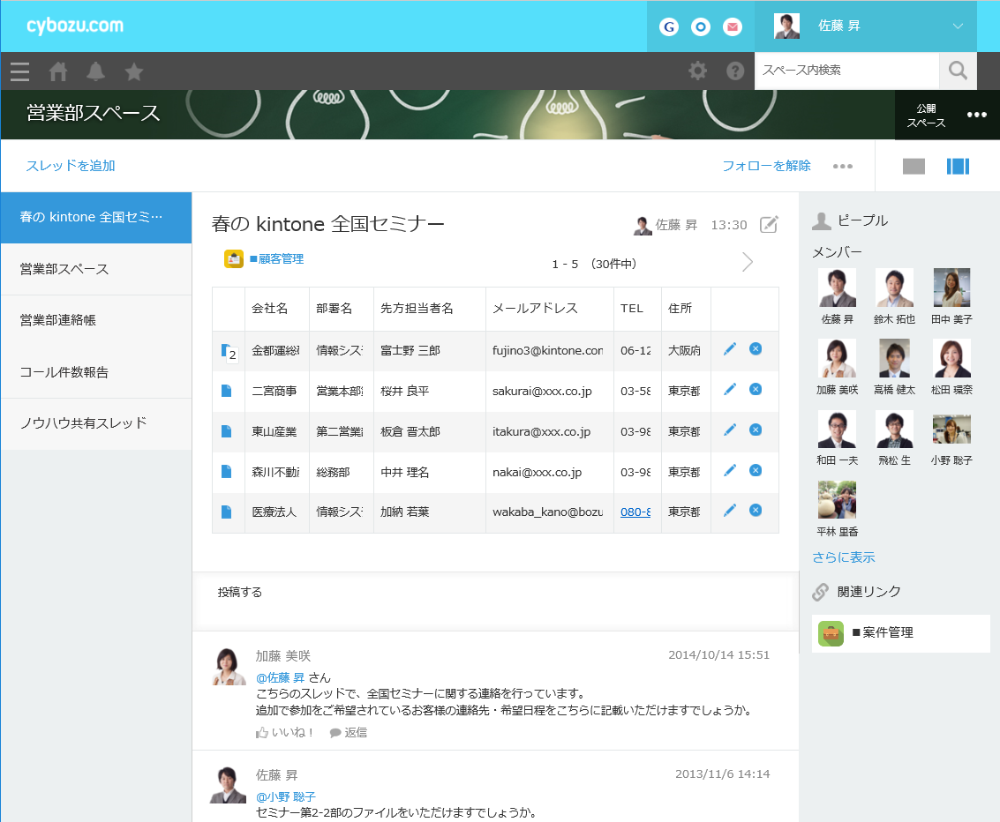 cybozu.com
G
佐藤 昇
スペース内検索
営業部スペース
公開
スペース
スレッドを追加
フォローを解除
春の kintone 全国セミ…
営業部スペース
営業部連絡帳
コール件数報告
ノウハウ共有スレッド
春の kintone 全国セミナー
佐藤 昇 13:30
■顧客管理
1 - 5 （30件中）
会社名 部署名 先方担当者名 メールアドレス TEL 住所
2 金都運総 情報シス 富士野 三郎 fujino3@kintone.con 06-12 大阪府
二宮商事 営業本部 桜井 良平 sakurai@xxx.co.jp 03-58 東京都
東山産業 第二営業 板倉 晋太郎 itakura@xxx.co.jp 03-98 東京都
森川不動 総務部 中井 理名 nakai@xxx.co.jp 03-98 東京都
医療法人 情報シス 加納 若葉 wakaba_kano@bozu 080-8 東京都
投稿する
加藤 美咲
2014/10/14 15:51
@佐藤 昇 さん
こちらのスレッドで、全国セミナーに関する連絡を行っています。
追加で参加をご希望されているお客様の連絡先・希望日程をこちらに記載いただけますでしょうか。
いいね！ 返信
佐藤 昇
2013/11/6 14:14
@小野 聡子
セミナー第2-2部のファイルをいただけますでしょうか。
ピープル
メンバー
佐藤 昇 鈴木 拓也 田中 美子
加藤 美咲 高橋 健太 松田 環奈
和田 一夫 飛松 生 小野 聡子
平林 里香
さらに表示
関連リンク
■案件管理